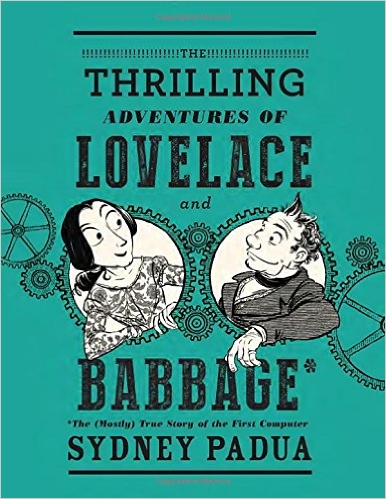 THE
THRILLING
ADVENTURES OF
LOVELACE
and
BABBAGE*
*The (Mostly) True Story of the First Computer
SYDNEY PADUA